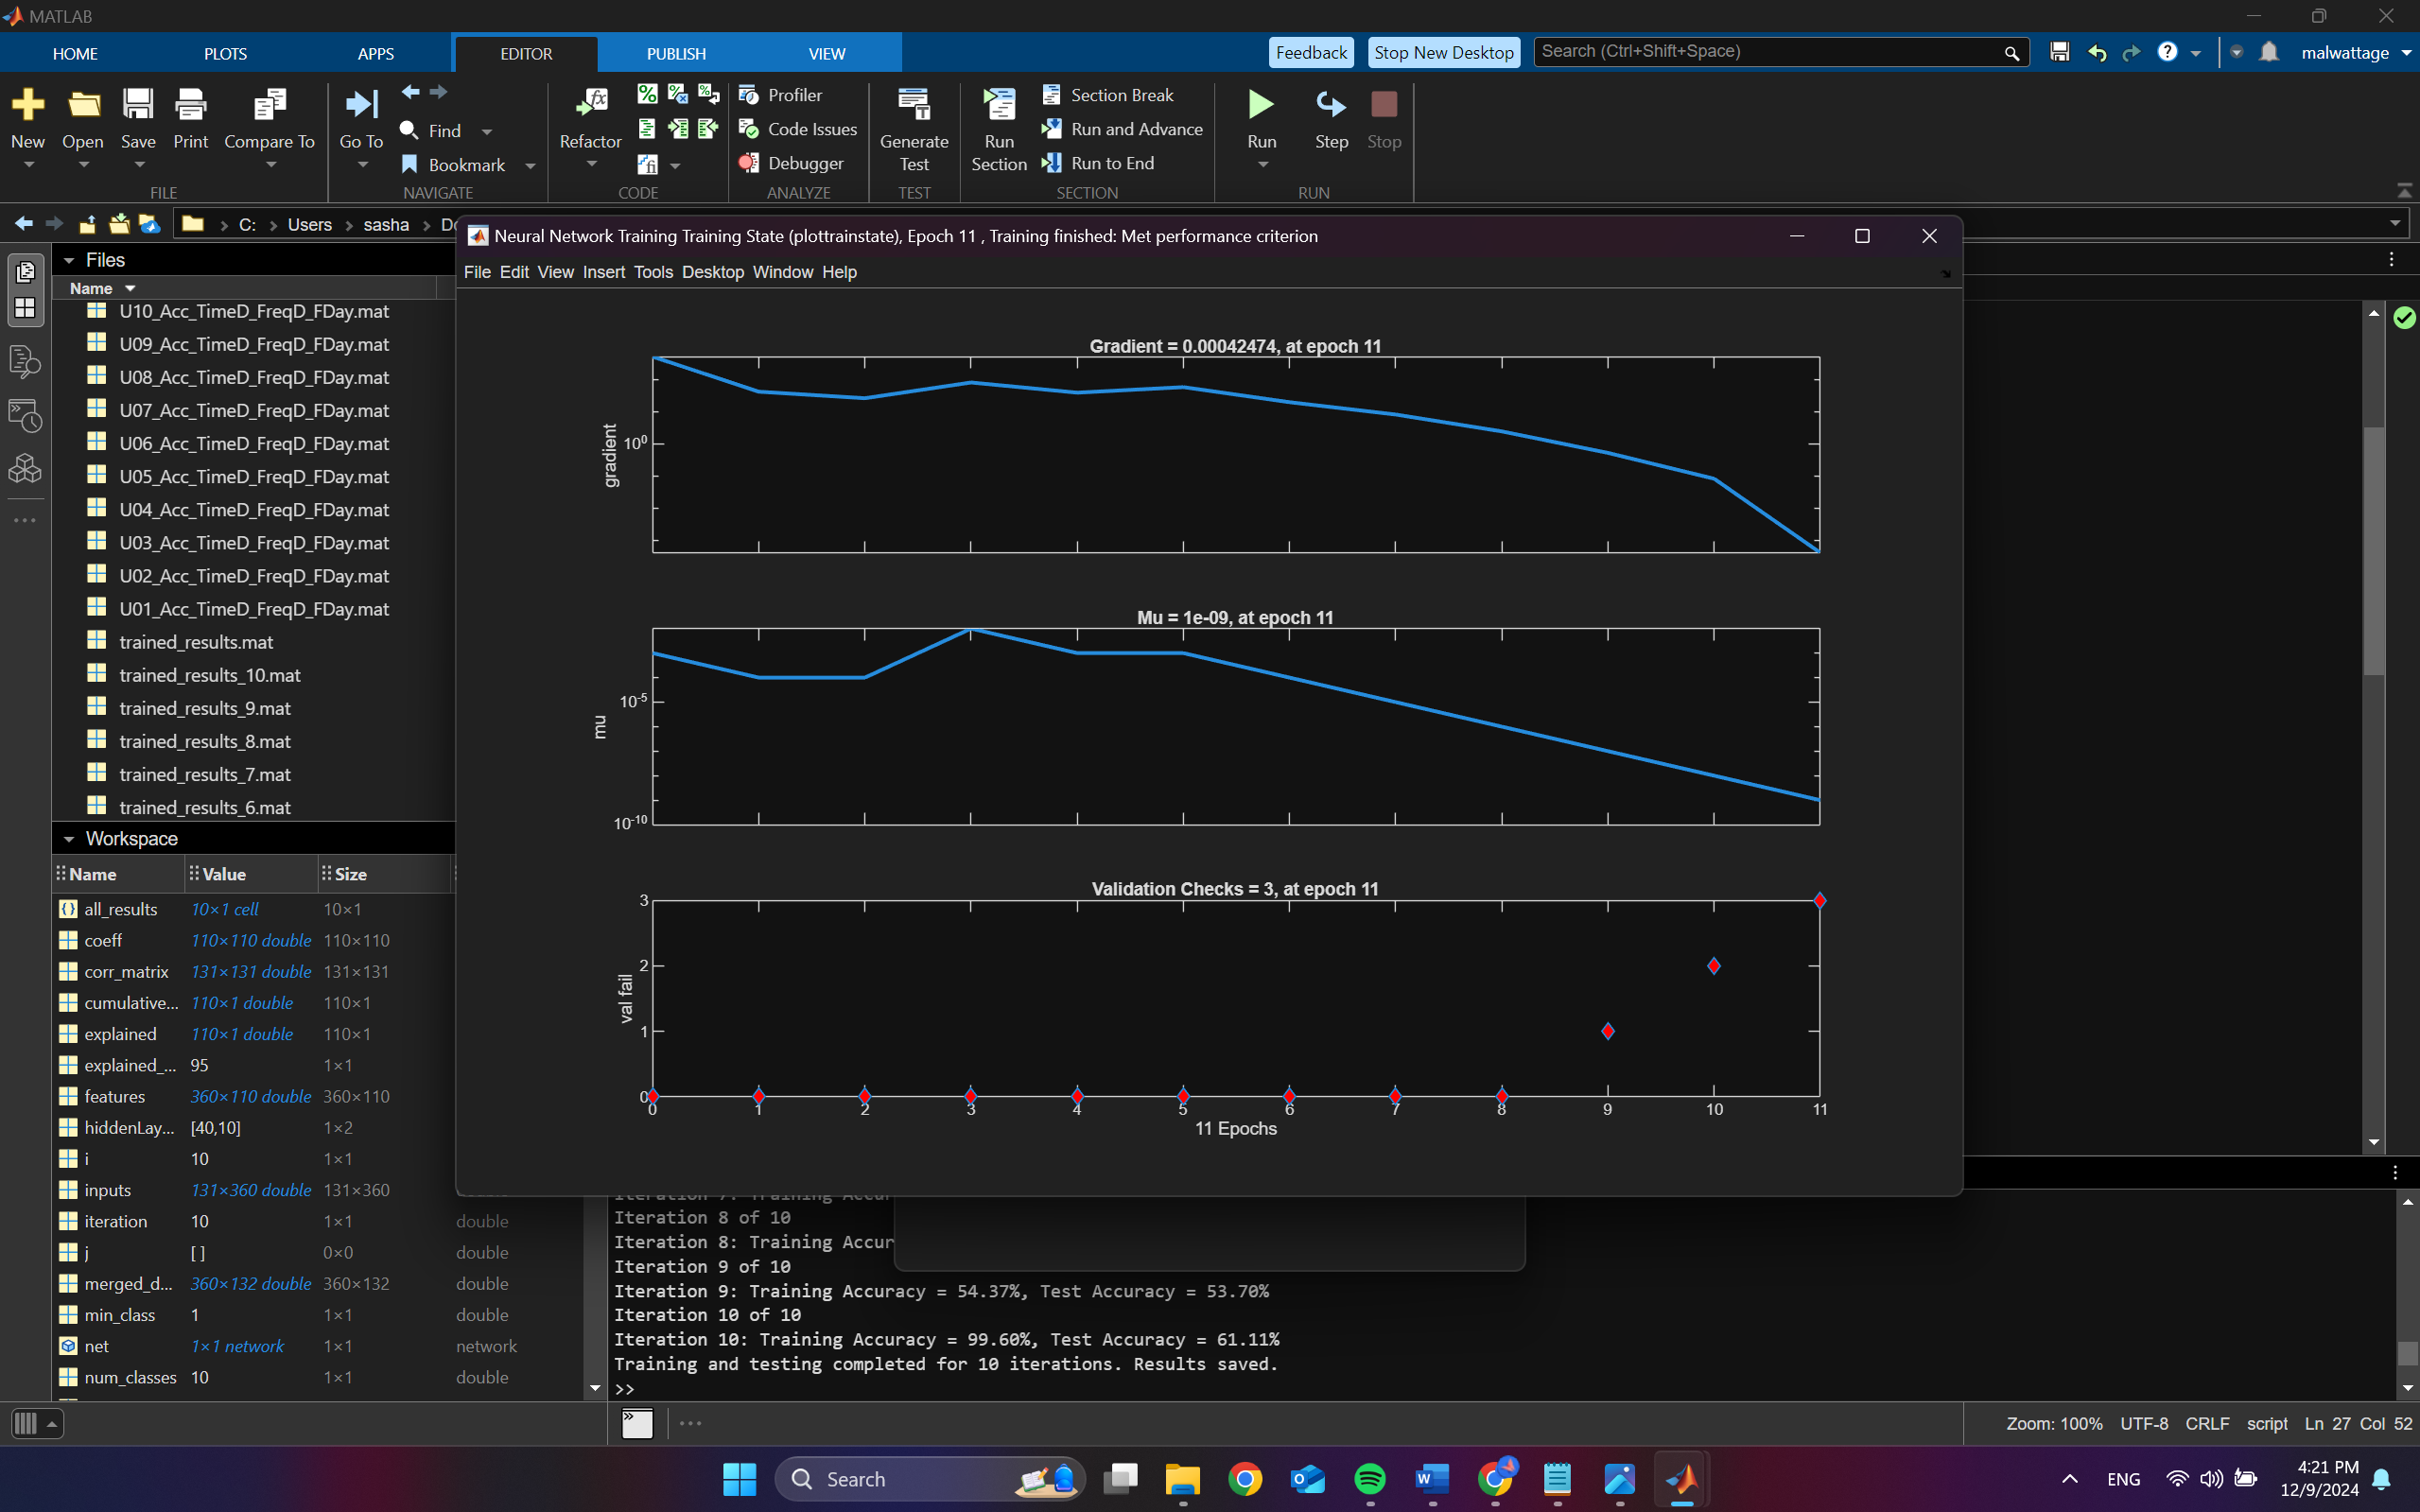 MATLAB
HOME PLOTS APPS EDITOR PUBLISH VIEW Feedback Stop New Desktop Search (Ctrl+Shift+Space) malwattage
New Open Save Print Compare To
FILE
Go To Find Bookmark
NAVIGATE
Refactor
CODE
Profiler
Code Issues
Debugger
ANALYZE
Generate Test
TEST
Run Section
Section Break
Run and Advance
Run to End
SECTION
Run Step Stop
RUN
C: Users sasha
Files
Name
U10_Acc_TimeD_FreqD_FDay.mat
U09_Acc_TimeD_FreqD_FDay.mat
U08_Acc_TimeD_FreqD_FDay.mat
U07_Acc_TimeD_FreqD_FDay.mat
U06_Acc_TimeD_FreqD_FDay.mat
U05_Acc_TimeD_FreqD_FDay.mat
U04_Acc_TimeD_FreqD_FDay.mat
U03_Acc_TimeD_FreqD_FDay.mat
U02_Acc_TimeD_FreqD_FDay.mat
U01_Acc_TimeD_FreqD_FDay.mat
trained_results.mat
trained_results_10.mat
trained_results_9.mat
trained_results_8.mat
trained_results_7.mat
trained_results_6.mat
Workspace
Name Value Size
all_results 10×1 cell 10×1
coeff 110×110 double 110×110
corr_matrix 131×131 double 131×131
cumulative... 110×1 double 110×1
explained 110×1 double 110×1
explained_... 95 1×1
features 360×110 double 360×110
hiddenLay... [40,10] 1×2
i 10 1×1
inputs 131×360 double 131×360
iteration 10 1×1 double
j [ ] 0×0 double
merged_d... 360×132 double 360×132 double
min_class 1 1×1 double
net 1×1 network 1×1 network
num_classes 10 1×1 double
Neural Network Training Training State (plottrainstate), Epoch 11 , Training finished: Met performance criterion
File Edit View Insert Tools Desktop Window Help
Gradient = 0.00042474, at epoch 11
gradient
10⁰
Mu = 1e-09, at epoch 11
mu
10⁻⁵
10⁻¹⁰
Validation Checks = 3, at epoch 11
val fail
3
2
1
0
0 1 2 3 4 5 6 7 8 9 10 11
11 Epochs
Iteration 7: Training Accur
Iteration 8 of 10
Iteration 8: Training Accur
Iteration 9 of 10
Iteration 9: Training Accuracy = 54.37%, Test Accuracy = 53.70%
Iteration 10 of 10
Iteration 10: Training Accuracy = 99.60%, Test Accuracy = 61.11%
Training and testing completed for 10 iterations. Results saved.
>>
Zoom: 100% UTF-8 CRLF script Ln 27 Col 52
Search
ENG
4:21 PM
12/9/2024